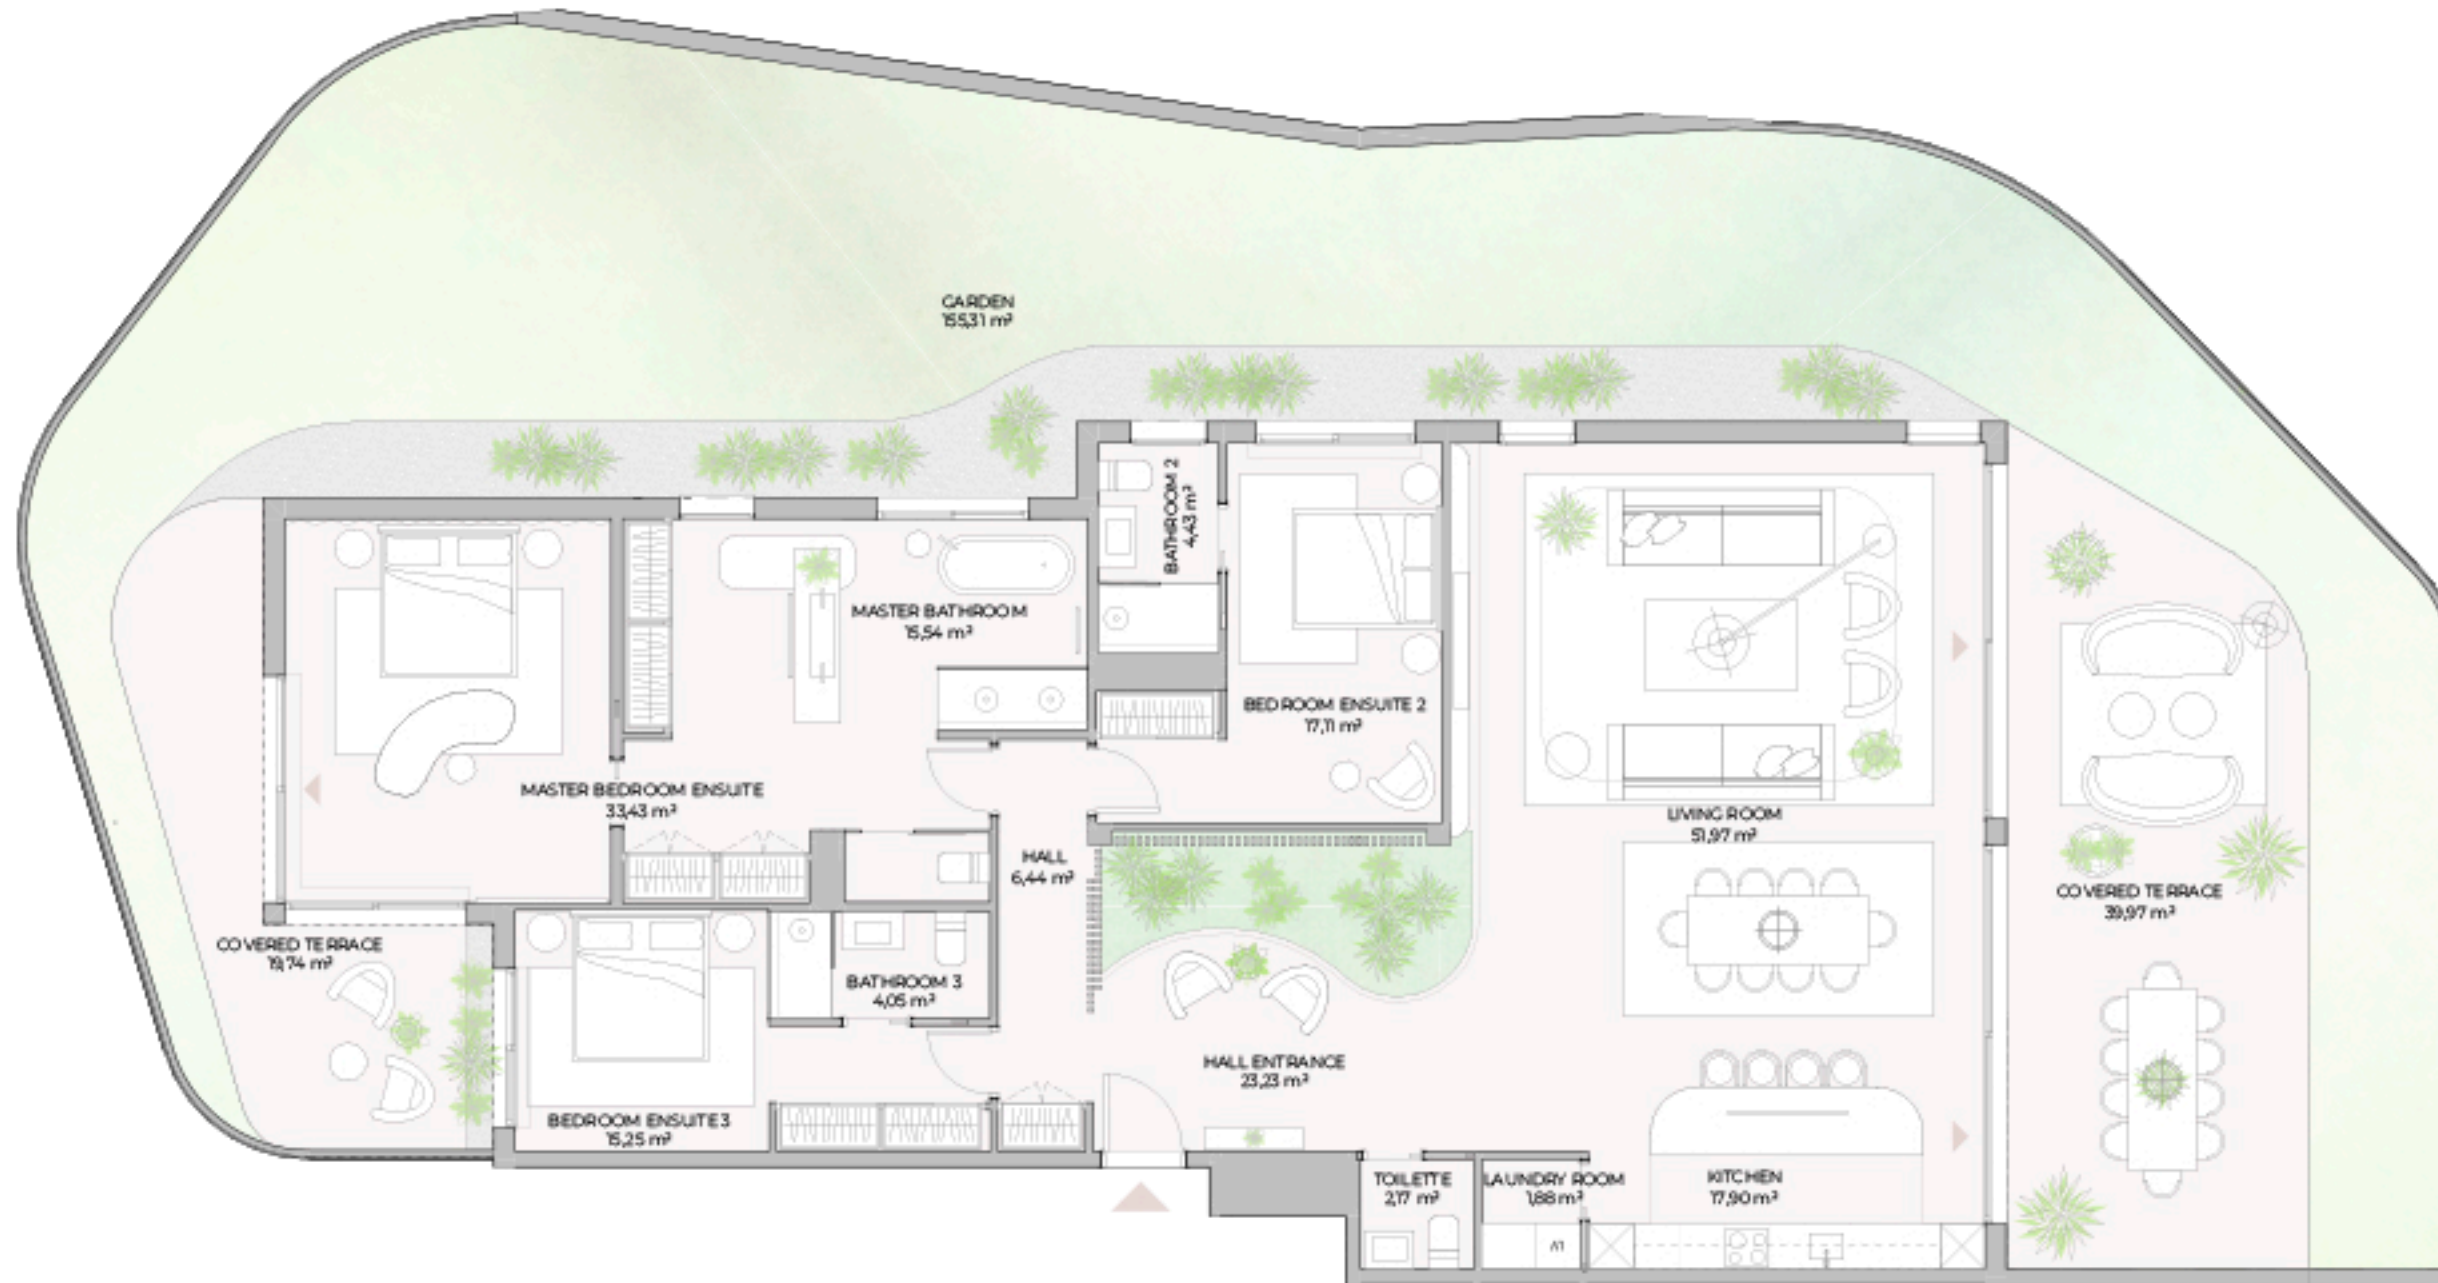 GARDEN
155,31 m²
BATHROOM 2
4,43 m²
MASTER BATHROOM
15,54 m²
BEDROOM ENSUITE 2
17,11 m²
MASTER BEDROOM ENSUITE
33,43 m²
LIVING ROOM
51,97 m²
HALL
6,44 m²
COVERED TERRACE
39,97 m²
COVERED TERRACE
19,74 m²
BATHROOM 3
4,05 m²
HALL ENTRANCE
23,23 m²
BEDROOM ENSUITE 3
15,25 m²
TOILETTE
2,17 m²
LAUNDRY ROOM
1,88 m²
KITCHEN
17,90 m²